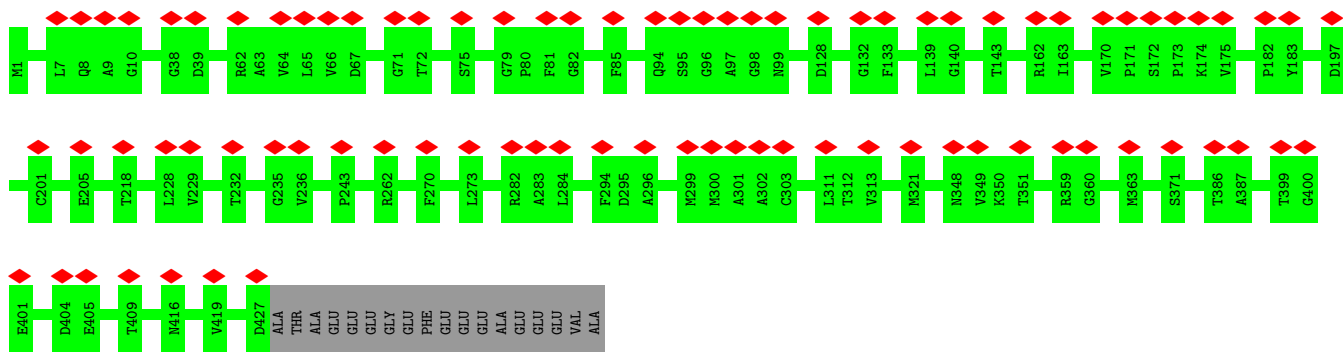 M1 L7 Q8 A9 G10 G38 D39 R62 A63 V64 L65 V66 D67 G71 T72 S75 G79 P80 F81 G82 F85 Q94 S95 G96 A97 G98 N99 D128 G132 F133 L139 G140 T143 R162 I163 V170 P171 S172 P173 K174 V175 P182 Y183 D197
C201 E205 T218 L228 V229 T232 G235 V236 P243 R262 F270 L273 R282 A283 L284 F294 D295 A296 M299 M300 A301 A302 C303 L311 T312 V313 M321 N348 V349 K350 T351 R359 G360 M363 S371 T386 A387 T399 G400
E401 D404 E405 T409 N416 V419 D427 ALA THR ALA GLU GLU GLU GLY GLU PHE GLU GLU GLU ALA GLU GLU GLU VAL ALA